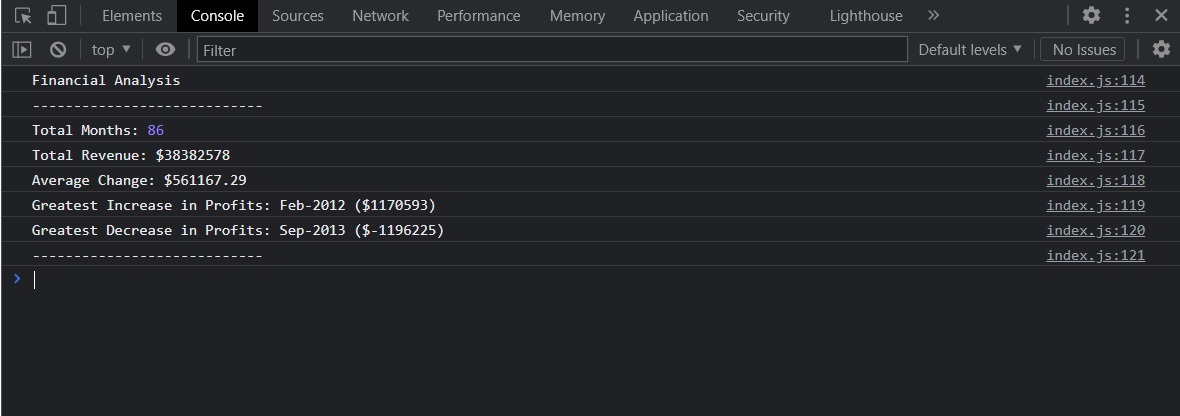 Elements Console Sources Network Performance Memory Application Security Lighthouse »
top ▼ Filter Default levels ▼ No Issues
Financial Analysis index.js:114
---------------------------- index.js:115
Total Months: 86 index.js:116
Total Revenue: $38382578 index.js:117
Average Change: $561167.29 index.js:118
Greatest Increase in Profits: Feb-2012 ($1170593) index.js:119
Greatest Decrease in Profits: Sep-2013 ($-1196225) index.js:120
---------------------------- index.js:121
>